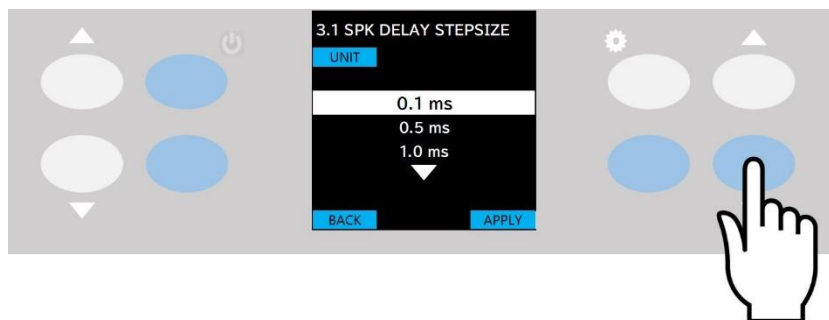 3.1 SPK DELAY STEPSIZE
UNIT
0.1 ms
0.5 ms
1.0 ms
BACK APPLY